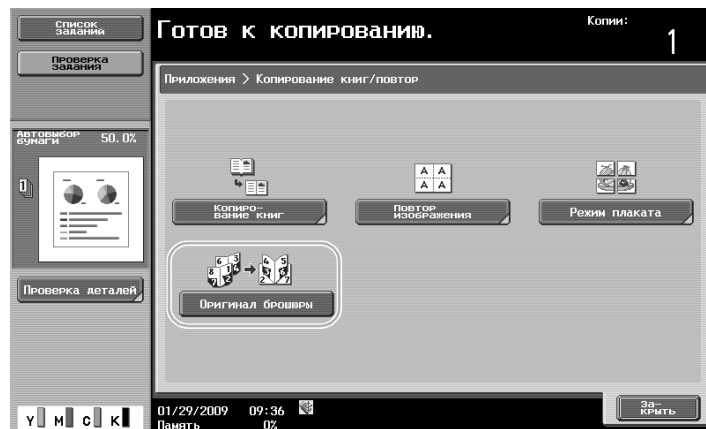 Список
заданий
Готов к копированию.
Копии:
1
Проверка
задания
Приложения > Копирование книг/повтор
Автовыбор
бумаги
50.0%
1
Копиро-
вание книг
Повтор
изображения
Режим плаката
Проверка деталей
Оригинал брошюры
01/29/2009 09:36
Память 0%
За-
крыть
Y M C K